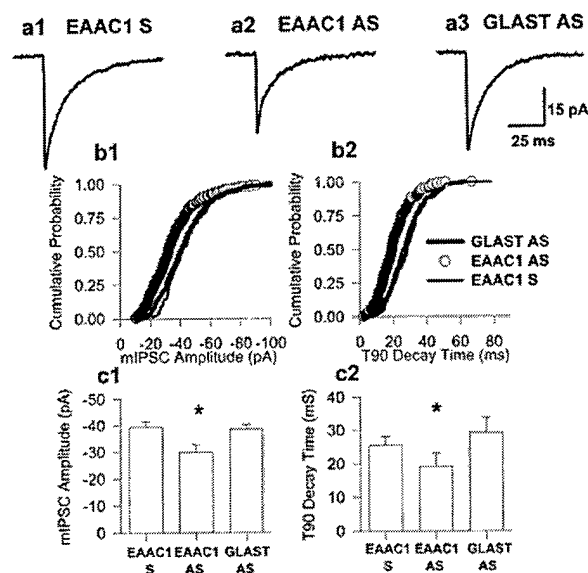 a1 EAAC1 S
a2 EAAC1 AS
a3 GLAST AS
15 pA
25 ms
b1
Cumulative Probability
1.00
0.75
0.50
0.25
0.00
0 -20 -40 -60 -80 -100
mIPSC Amplitude (pA)
b2
Cumulative Probability
1.00
0.75
0.50
0.25
0.00
0 20 40 60 80
T90 Decay Time (ms)
GLAST AS
EAAC1 AS
EAAC1 S
c1
mIPSC Amplitude (pA)
-50
-40
-30
-20
-10
0
*
EAAC1 S
EAAC1 AS
GLAST AS
c2
T90 Decay Time (mS)
40
30
20
10
0
*
EAAC1 S
EAAC1 AS
GLAST AS